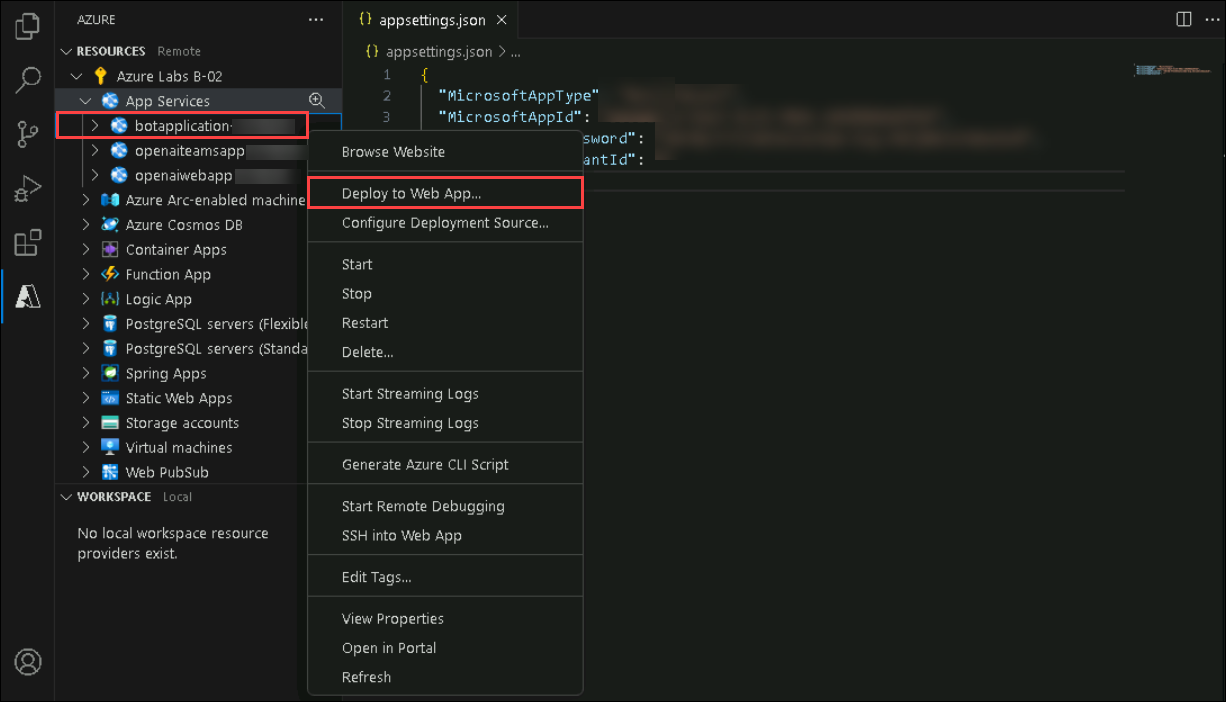 AZURE
RESOURCES Remote
Azure Labs B-02
App Services
botapplication-
openaiteamsapp
openaiwebapp
Azure Arc-enabled machine
Azure Cosmos DB
Container Apps
Function App
Logic App
PostgreSQL servers (Flexible
PostgreSQL servers (Standa
Spring Apps
Static Web Apps
Storage accounts
Virtual machines
Web PubSub
WORKSPACE Local
No local workspace resource
providers exist.
{} appsettings.json
{} appsettings.json > ...
1 {
2 "MicrosoftAppType"
3 "MicrosoftAppId":
sword":
antId":
Browse Website
Deploy to Web App...
Configure Deployment Source...
Start
Stop
Restart
Delete...
Start Streaming Logs
Stop Streaming Logs
Generate Azure CLI Script
Start Remote Debugging
SSH into Web App
Edit Tags...
View Properties
Open in Portal
Refresh